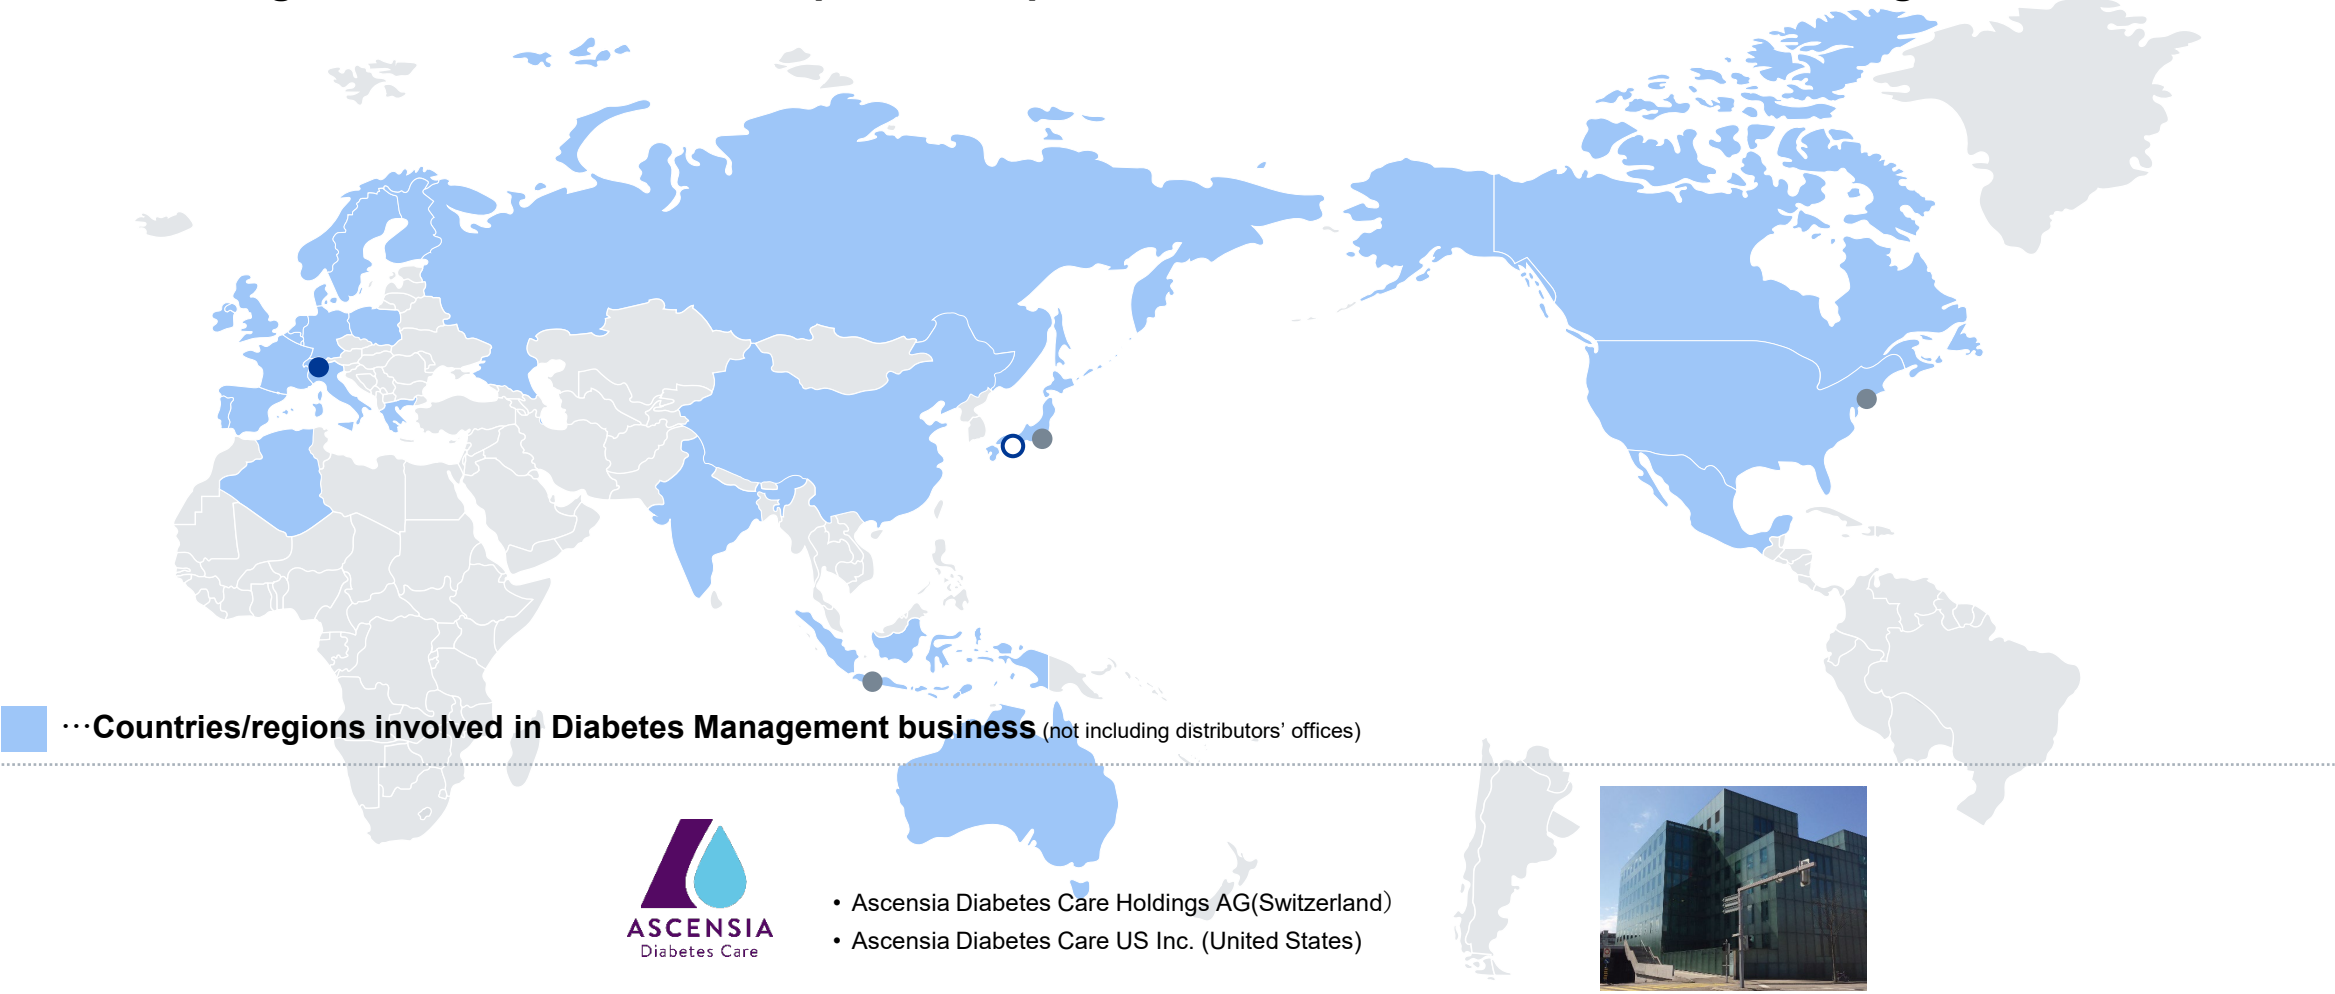 …Countries/regions involved in Diabetes Management business (not including distributors’ offices)
ASCENSIA
Diabetes Care
• Ascensia Diabetes Care Holdings AG(Switzerland）
• Ascensia Diabetes Care US Inc. (United States)